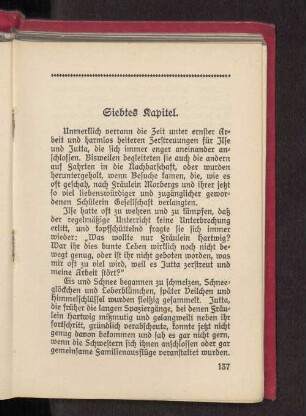 Siebtes Kapitel.
Unmerklich verrann die Zeit unter ernster Ar-
beit und harmlos heiteren Zerstreuungen für Ilse
und Jutta, die sich immer enger aneinander an-
schlossen. Bisweilen begleiteten sie auch die andern
auf Fahrten in die Nachbarschaft, oder wurden
heruntergeholt, wenn Besuche kamen, die, wie es
oft geschah, nach Fräulein Morbergs und ihrer jetzt
so viel liebenswürdiger und zugänglicher geworde-
nen Schülerin Gesellschaft verlangten.
Ilse hatte oft zu wehren und zu kämpfen, daß
der regelmäßige Unterricht keine Unterbrechung
erlitt, und kopfschüttelnd fragte sie sich immer
wieder: „Was wollte nur Fräulein Hartwig?
War ihr dies bunte Leben wirklich noch nicht be-
wegt genug, oder ist ihr nicht geboten worden, was
mir oft zu viel wird, weil es Jutta zerstreut und
meine Arbeit stört?“
Eis und Schnee begannen zu schmelzen, Schnee-
glöckchen und Leberblümchen, später Veilchen und
Himmelschlüssel wurden fleißig gesammelt. Jutta,
die früher die langen Spaziergänge, bei denen Fräu-
lein Hartwig mißmutig und gelangweilt neben ihr
fortschritt, gründlich verabscheute, konnte jetzt nicht
genug davon bekommen und sah es gar nicht gern,
wenn die Schwestern sich ihnen anschlossen oder gar
gemeinsame Familienausflüge veranstaltet wurden.
137